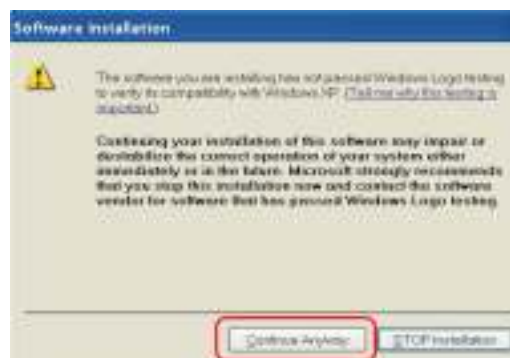 Software Installation
The software you are installing has not passed Windows Logo testing
to verify its compatibility with Windows XP. (Tell me why this testing is
important.)
Continuing your installation of this software may impair or
destabilize the correct operation of your system either
immediately or in the future. Microsoft strongly recommends
that you stop this installation now and contact the software
vendor for software that has passed Windows Logo testing.
Continue Anyway
STOP Installation